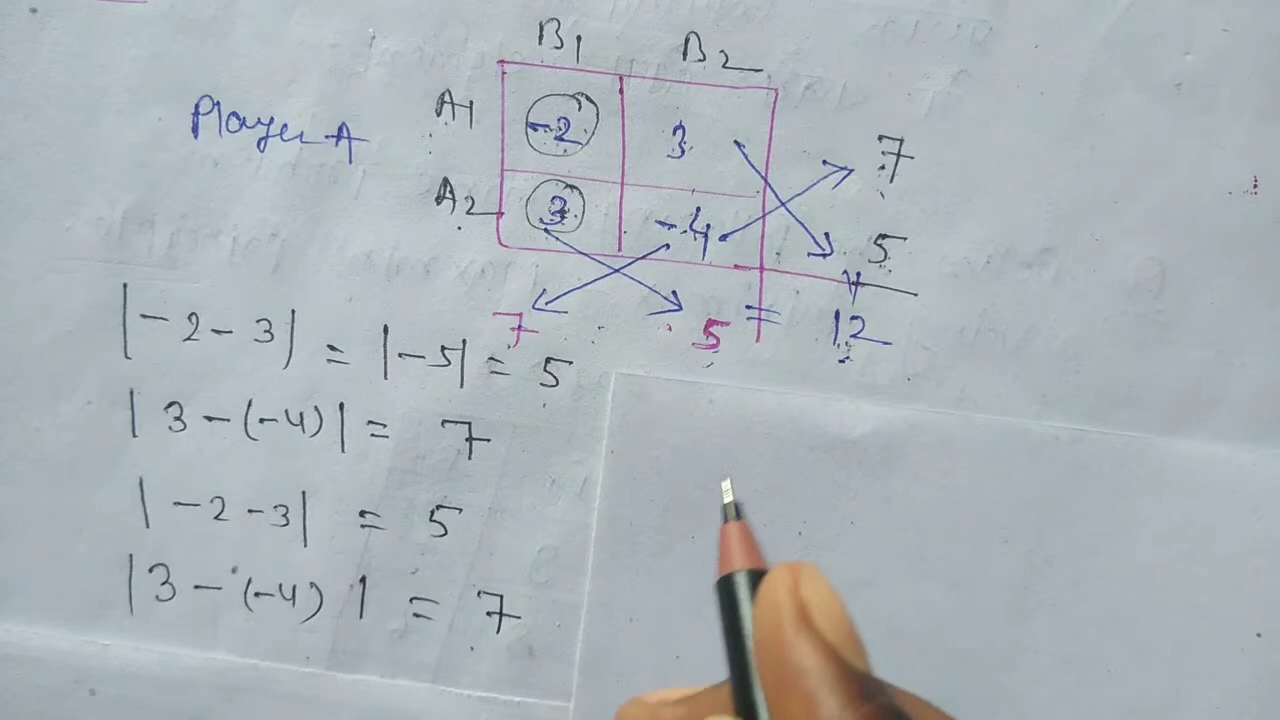 B1 B2
Player A A1 -2 3 7
A2 3 -4 5
7 5 = 12
|-2-3| = |-5| = 5
|3-(-4)| = 7
|-2-3| = 5
|3-(-4)| = 7